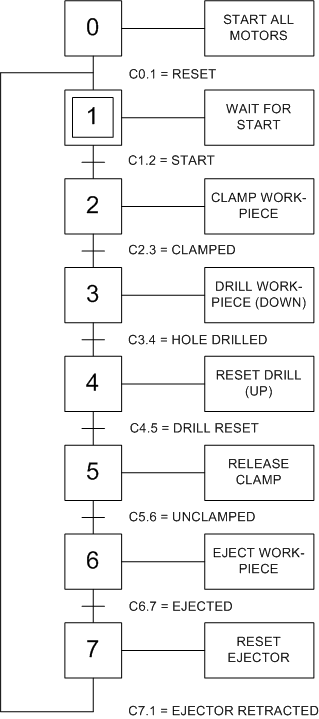 0
START ALL
MOTORS
C0.1 = RESET
1
WAIT FOR
START
C1.2 = START
2
CLAMP WORK-
PIECE
C2.3 = CLAMPED
3
DRILL WORK-
PIECE (DOWN)
C3.4 = HOLE DRILLED
4
RESET DRILL
(UP)
C4.5 = DRILL RESET
5
RELEASE
CLAMP
C5.6 = UNCLAMPED
6
EJECT WORK-
PIECE
C6.7 = EJECTED
7
RESET
EJECTOR
C7.1 = EJECTOR RETRACTED